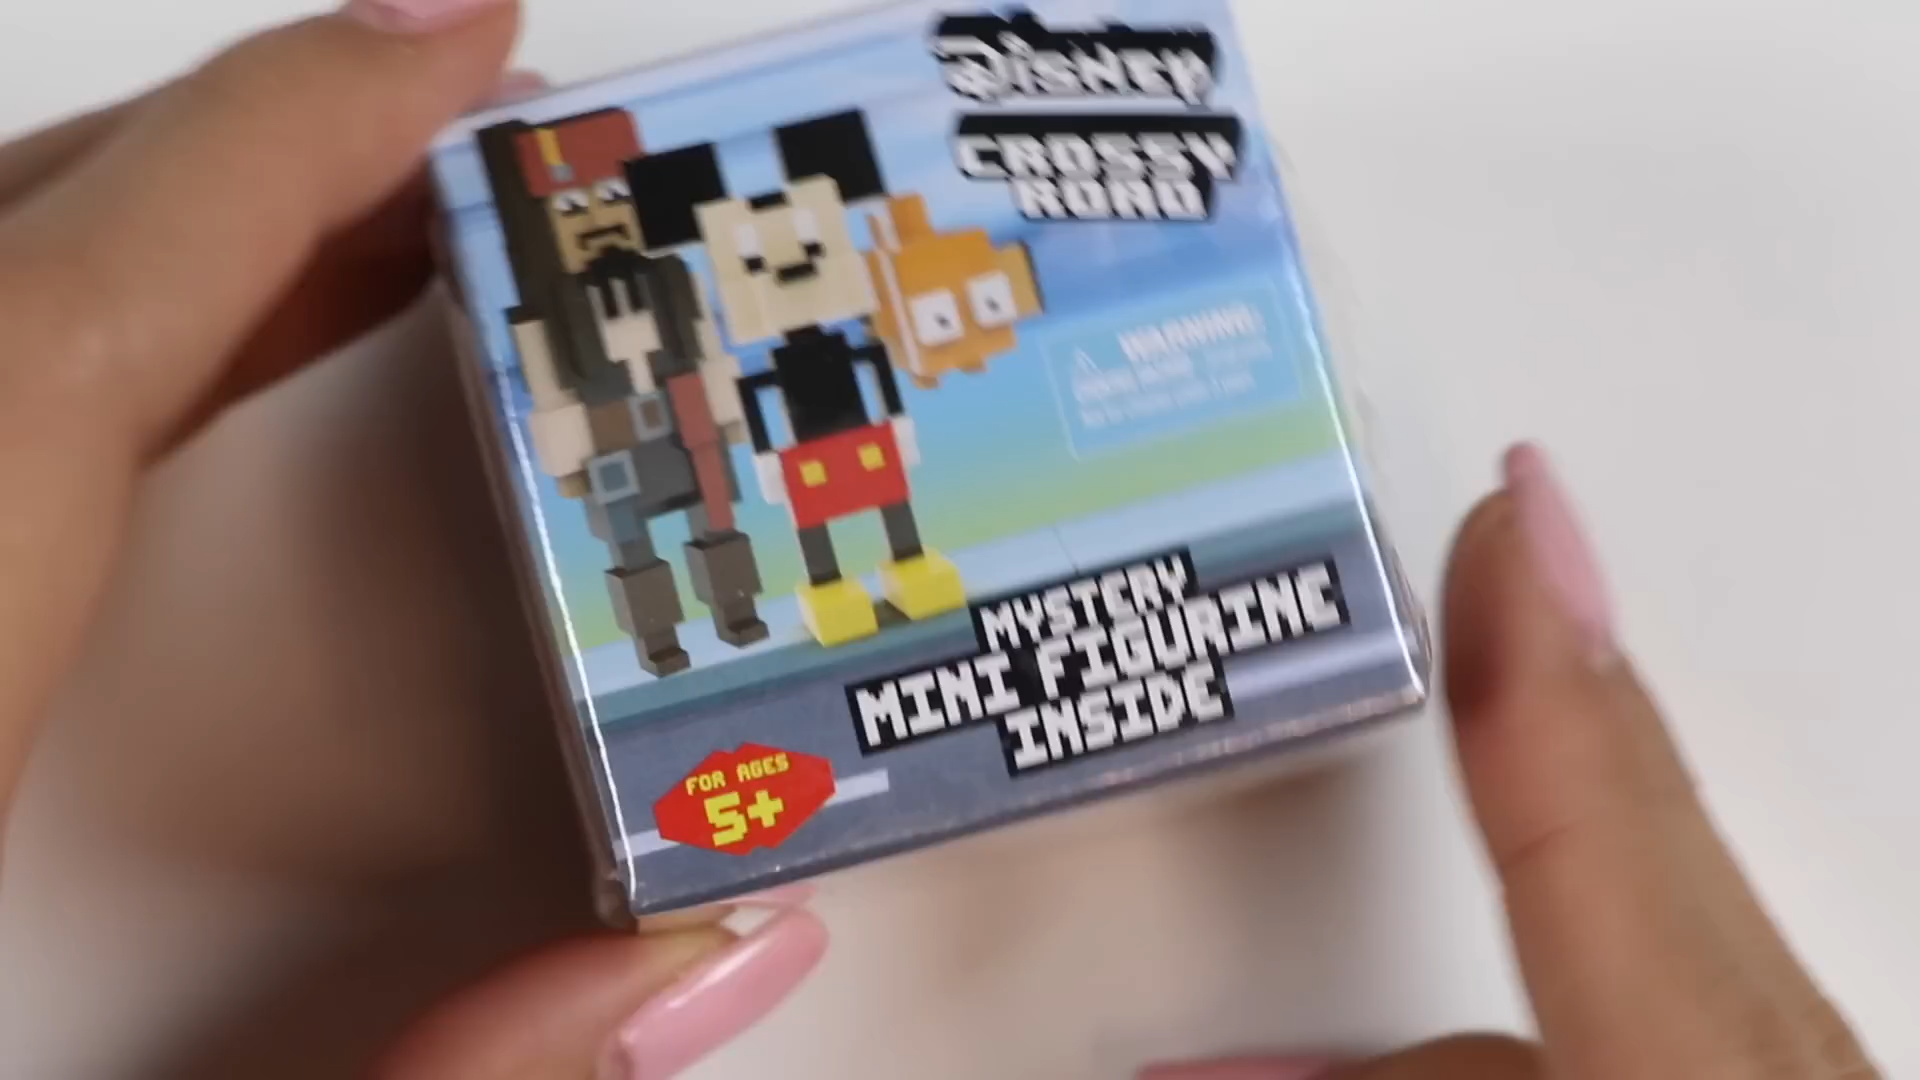 Disney
CROSSY
ROAD
WARNING:
MYSTERY
MINI FIGURINE
INSIDE
FOR AGES
5+